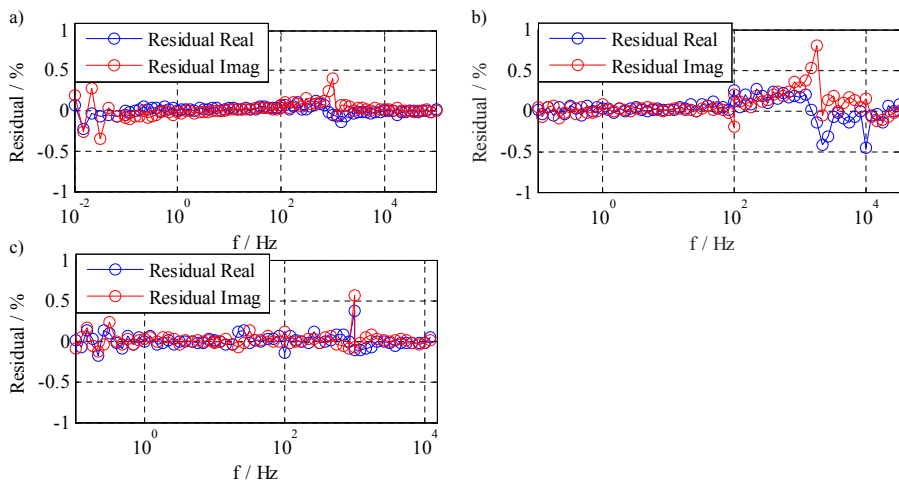 a)
1
0.5
0
-0.5
-1
Residual / %
Residual Real
Residual Imag
10^-2
10^0
10^2
10^4
f / Hz
b)
1
0.5
0
-0.5
-1
Residual / %
Residual Real
Residual Imag
10^0
10^2
10^4
f / Hz
c)
1
0.5
0
-0.5
-1
Residual / %
Residual Real
Residual Imag
10^0
10^2
10^4
f / Hz